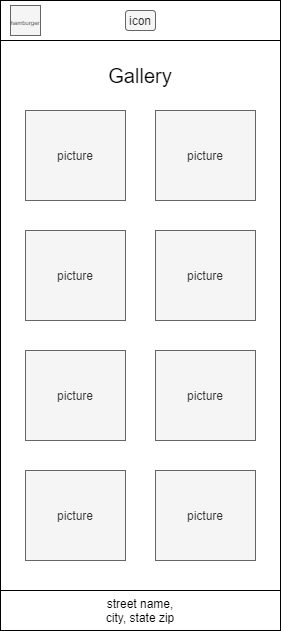 hamburger
icon
Gallery
picture
picture
picture
picture
picture
picture
picture
picture
street name,
city, state zip